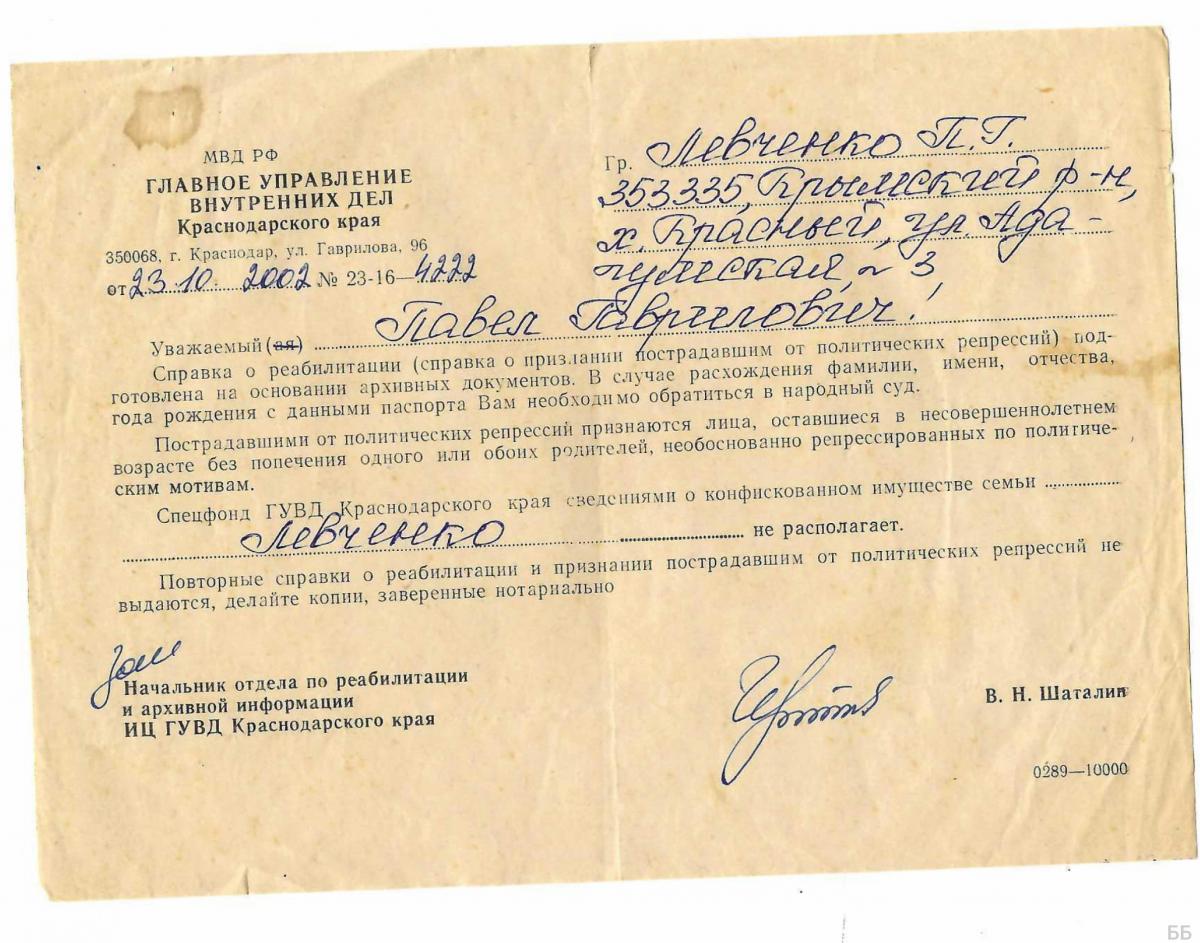 МВД РФ
ГЛАВНОЕ УПРАВЛЕНИЕ
ВНУТРЕННИХ ДЕЛ
Краснодарского края
350068, г. Краснодар, ул. Гаврилова, 96
от 23.10. 2002 № 23-16—4222
Гр. Левченко П.Г.
353335, Крымский р-н,
х. Красный, ул. Ада-
гумская, 3,
Уважаемый (ая) Павел Гаврилович!
Справка о реабилитации (справка о признании пострадавшим от политических репрессий) под-
готовлена на основании архивных документов. В случае расхождения фамилии, имени, отчества,
года рождения с данными паспорта Вам необходимо обратиться в народный суд.
Пострадавшими от политических репрессий признаются лица, оставшиеся в несовершеннолетнем
возрасте без попечения одного или обоих родителей, необоснованно репрессированных по политиче-
ским мотивам.
Спецфонд ГУВД Краснодарского края сведениями о конфискованном имуществе семьи
Левченко не располагает.
Повторные справки о реабилитации и признании пострадавшим от политических репрессий не
выдаются, делайте копии, заверенные нотариально
Зам
Начальник отдела по реабилитации
и архивной информации
ИЦ ГУВД Краснодарского края
В. Н. Шаталин
0289—10000
ББ